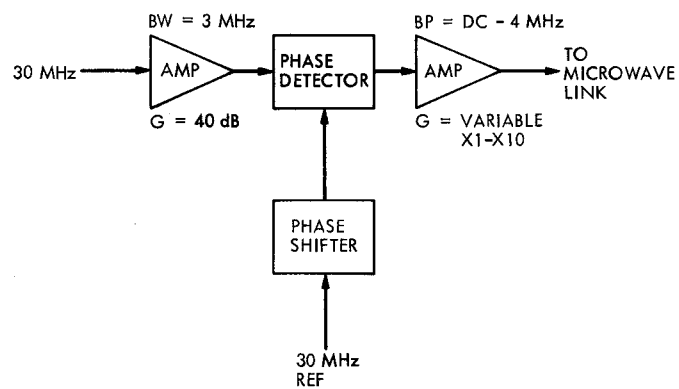 BW = 3 MHz
BP = DC - 4 MHz
30 MHz
AMP
PHASE
DETECTOR
AMP
TO
MICROWAVE
LINK
G = 40 dB
G = VARIABLE
X1-X10
PHASE
SHIFTER
30 MHz
REF